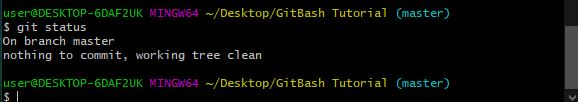 user@DESKTOP-6DAF2UK MINGW64 ~/Desktop/GitBash Tutorial (master)
$ git status
On branch master
nothing to commit, working tree clean
user@DESKTOP-6DAF2UK MINGW64 ~/Desktop/GitBash Tutorial (master)
$